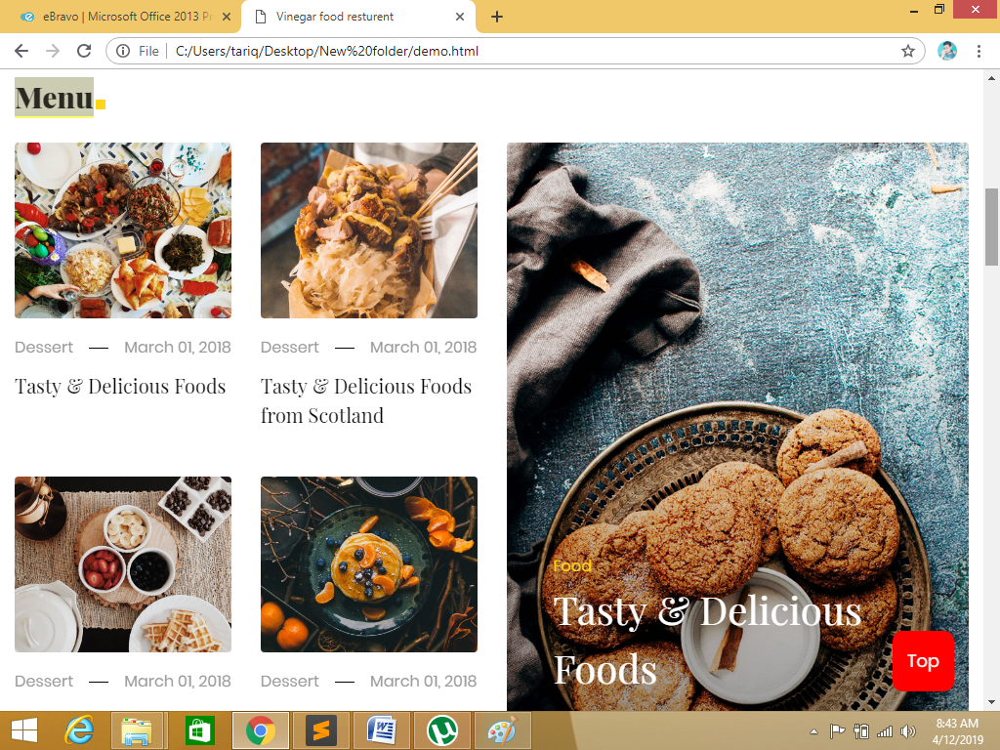 eBravo | Microsoft Office 2013 Pr
Vinegar food resturent
File
C:/Users/tariq/Desktop/New%20folder/demo.html
Menu.
Dessert — March 01, 2018
Dessert — March 01, 2018
Tasty & Delicious Foods
Tasty & Delicious Foods
from Scotland
Dessert — March 01, 2018
Dessert — March 01, 2018
Food
Tasty & Delicious
Foods
Top
8:43 AM
4/12/2019